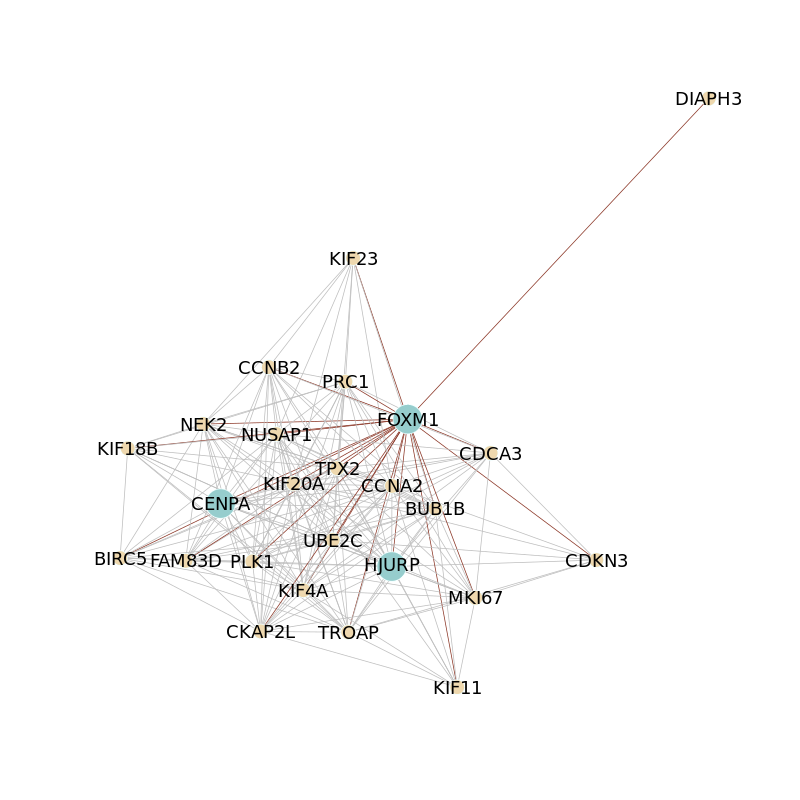 DIAPH3
KIF23
CCNB2
PRC1
FOXM1
NEK2
NUSAP1
KIF18B
CDCA3
TPX2
KIF20A
CCNA2
CENPA
BUB1B
UBE2C
BIRC5
FAM83D
PLK1
HJURP
CDKN3
KIF4A
MKI67
CKAP2L
TROAP
KIF11